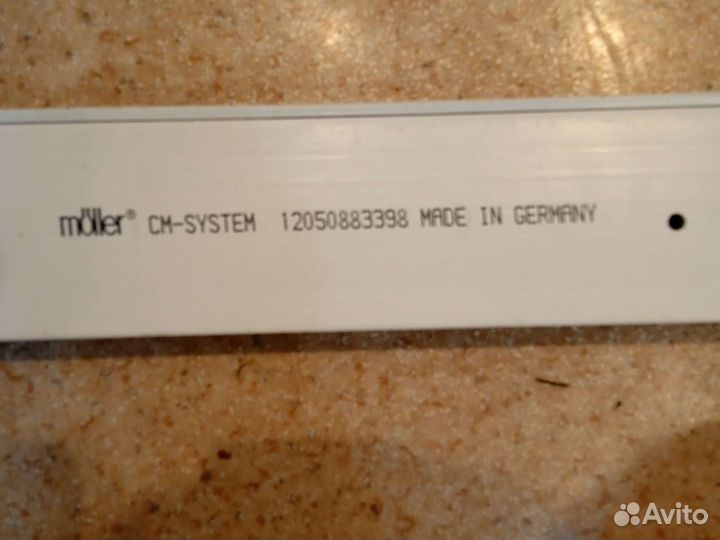 möller® CM-SYSTEM 12050883398 MADE IN GERMANY
Avito